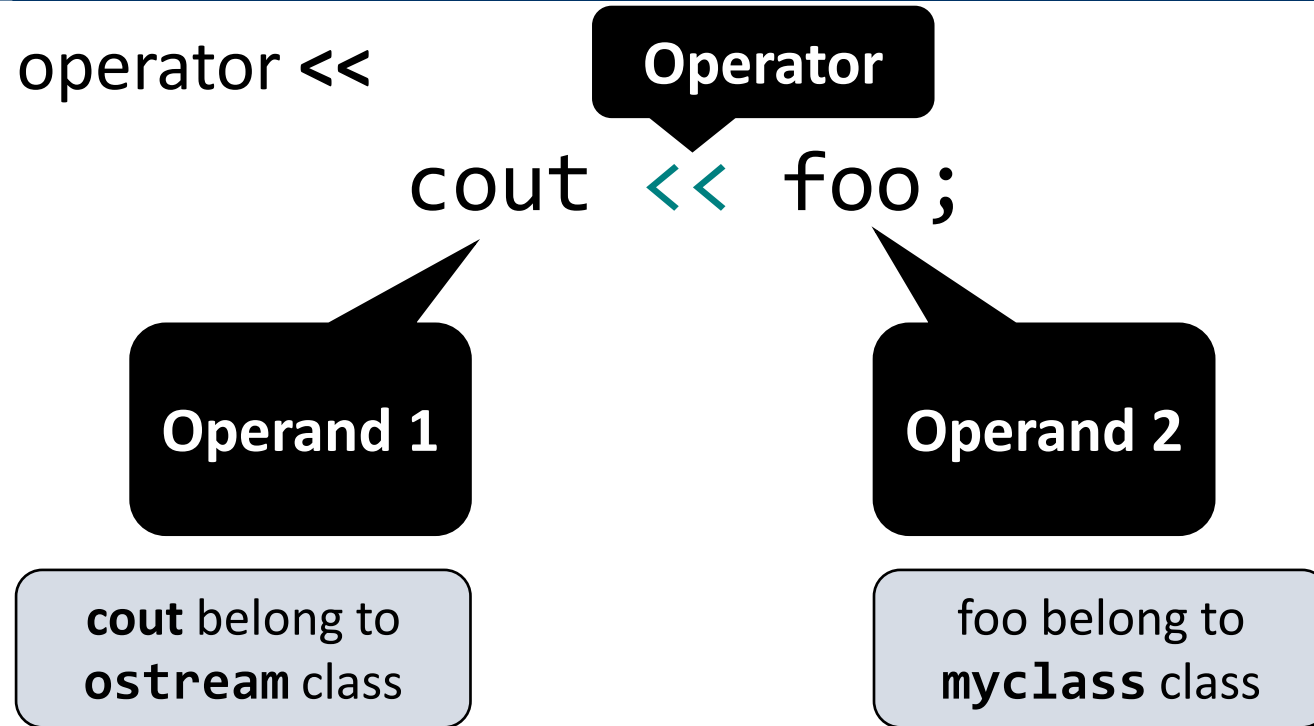 operator <<
Operator
cout << foo;
Operand 1
Operand 2
cout belong to
ostream class
foo belong to
myclass class